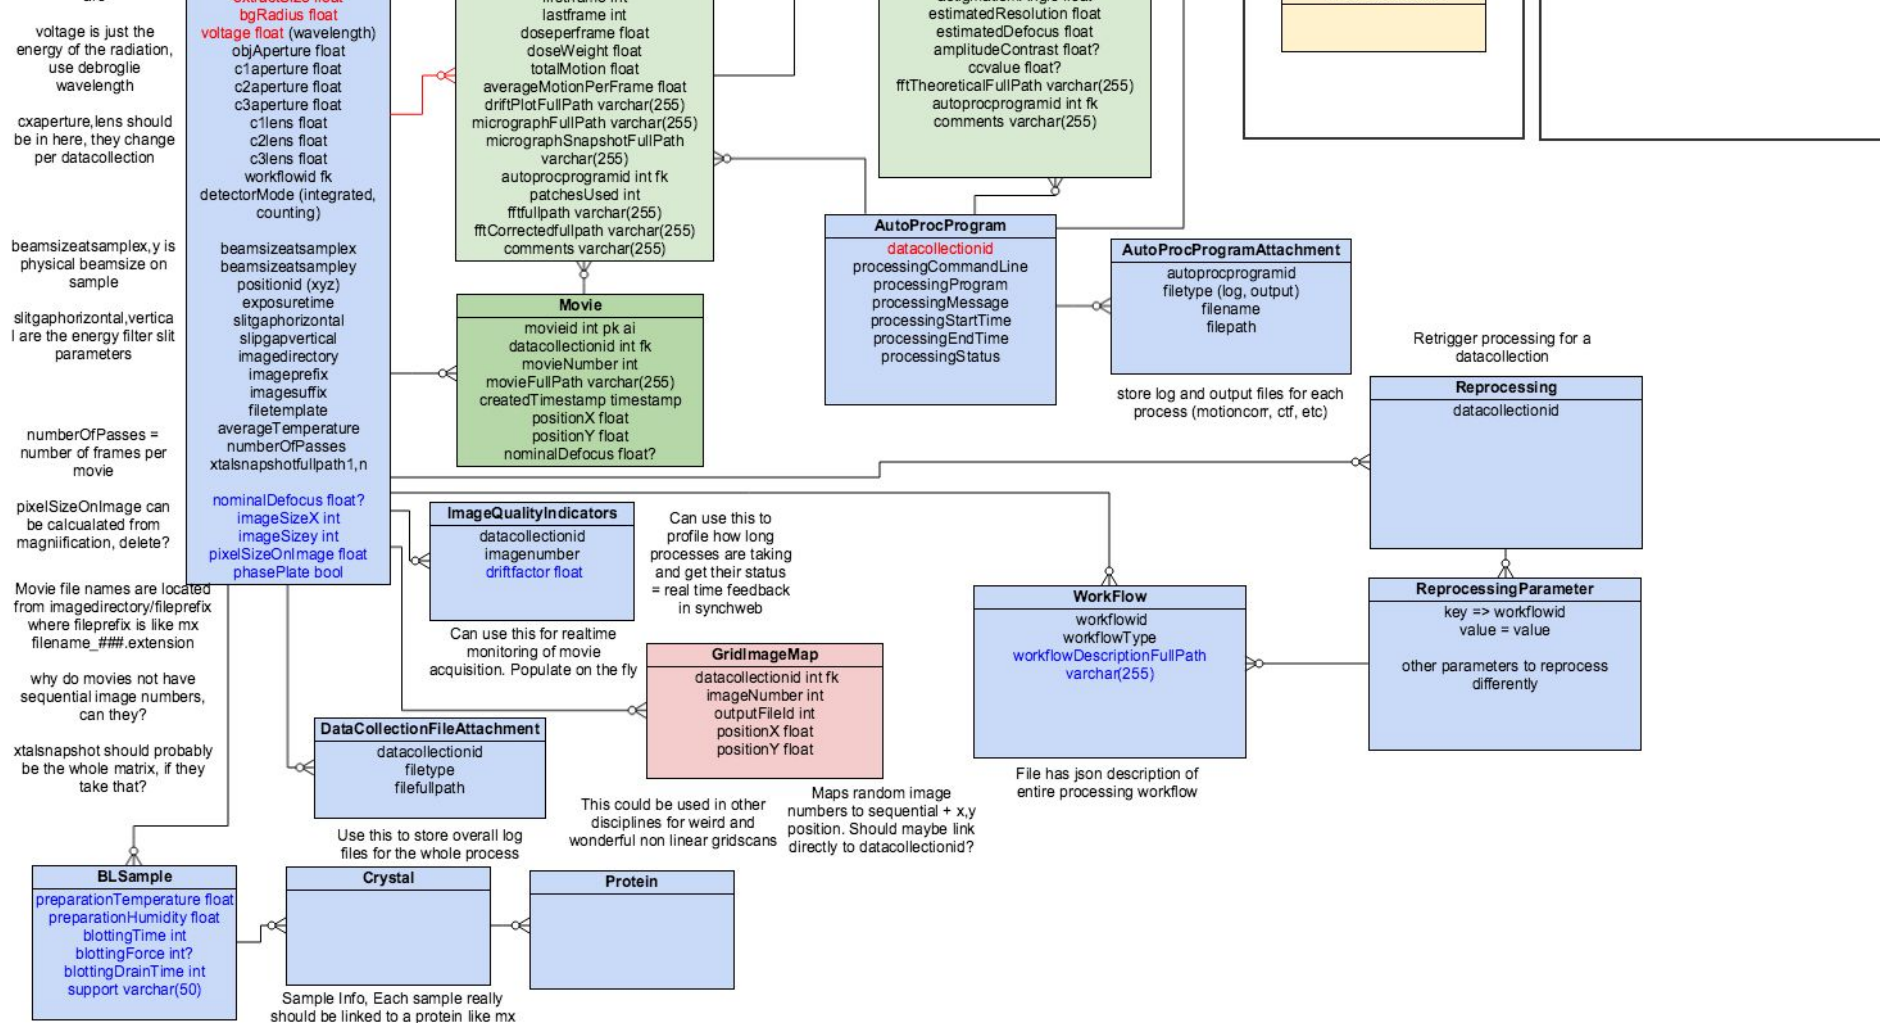 are
voltage is just the
energy of the radiation,
use debroglie
wavelength
cxaperture,lens should
be in here, they change
per datacollection
beamsizeatsamplex,y is
physical beamsize on
sample
slitgaphorizontal,vertica
l are the energy filter slit
parameters
numberOfPasses =
number of frames per
movie
pixelSizeOnImage can
be calcualated from
magniification, delete?
Movie file names are located
from imagedirectory/fileprefix
where fileprefix is like mx
filename_###.extension
why do movies not have
sequential image numbers,
can they?
xtalsnapshot should probably
be the whole matrix, if they
take that?
extractSize float
bgRadius float
voltage float (wavelength)
objAperture float
c1aperture float
c2aperture float
c3aperture float
c1lens float
c2lens float
c3lens float
workflowid fk
detectorMode (integrated,
counting)
beamsizeatsamplex
beamsizeatsampley
positionid (xyz)
exposuretime
slitgaphorizontal
slipgapvertical
imagedirectory
imageprefix
imagesuffix
filetemplate
averageTemperature
numberOfPasses
xtalsnapshotfullpath1,n
nominalDefocus float?
imageSizeX int
imageSizey int
pixelSizeOnImage float
phasePlate bool
firstframe int
lastframe int
doseperframe float
doseWeight float
totalMotion float
averageMotionPerFrame float
driftPlotFullPath varchar(255)
micrographFullPath varchar(255)
micrographSnapshotFullPath
varchar(255)
autoprocprogramid int fk
patchesUsed int
fftfullpath varchar(255)
fftCorrectedfullpath varchar(255)
comments varchar(255)
Movie
movieid int pk ai
datacollectionid int fk
movieNumber int
movieFullPath varchar(255)
createdTimestamp timestamp
positionX float
positionY float
nominalDefocus float?
astigmationAngle float
estimatedResolution float
estimatedDefocus float
amplitudeContrast float?
ccvalue float?
fftTheoreticalFullPath varchar(255)
autoprocprogramid int fk
comments varchar(255)
AutoProcProgram
datacollectionid
processingCommandLine
processingProgram
processingMessage
processingStartTime
processingEndTime
processingStatus
AutoProcProgramAttachment
autoprocprogramid
filetype (log, output)
filename
filepath
store log and output files for each
process (motioncorr, ctf, etc)
Retrigger processing for a
datacollection
Reprocessing
datacollectionid
ReprocessingParameter
key => workflowid
value = value
other parameters to reprocess
differently
WorkFlow
workflowid
workflowType
workflowDescriptionFullPath
varchar(255)
File has json description of
entire processing workflow
ImageQualityIndicators
datacollectionid
imagenumber
driftfactor float
Can use this to
profile how long
processes are taking
and get their status
= real time feedback
in synchweb
Can use this for realtime
monitoring of movie
acquisition. Populate on the fly
GridImageMap
datacollectionid int fk
imageNumber int
outputFileId int
positionX float
positionY float
This could be used in other
disciplines for weird and
wonderful non linear gridscans
Maps random image
numbers to sequential + x,y
position. Should maybe link
directly to datacollectionid?
DataCollectionFileAttachment
datacollectionid
filetype
filefullpath
Use this to store overall log
files for the whole process
BLSample
preparationTemperature float
preparationHumidity float
blottingTime int
blottingForce int?
blottingDrainTime int
support varchar(50)
Crystal
Protein
Sample Info, Each sample really
should be linked to a protein like mx